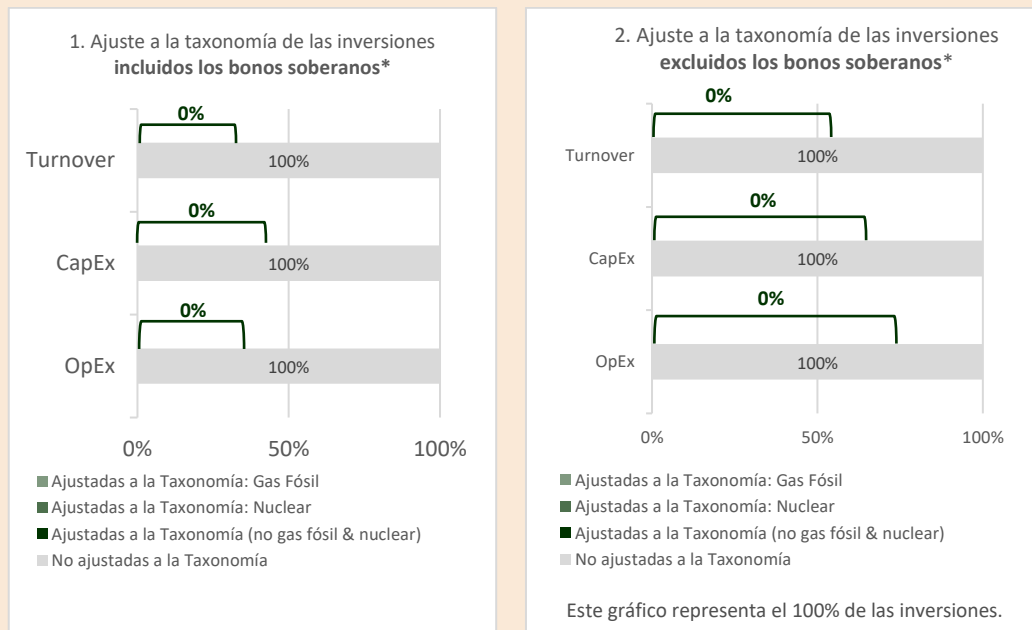 1. Ajuste a la taxonomía de las inversiones
incluidos los bonos soberanos*
0%
Turnover
100%
0%
CapEx
100%
0%
OpEx
100%
0%
50%
100%
Ajustadas a la Taxonomía: Gas Fósil
Ajustadas a la Taxonomía: Nuclear
Ajustadas a la Taxonomía (no gas fósil & nuclear)
No ajustadas a la Taxonomía
2. Ajuste a la taxonomía de las inversiones
excluidos los bonos soberanos*
0%
Turnover
100%
0%
CapEx
100%
0%
OpEx
100%
0%
50%
100%
Ajustadas a la Taxonomía: Gas Fósil
Ajustadas a la Taxonomía: Nuclear
Ajustadas a la Taxonomía (no gas fósil & nuclear)
No ajustadas a la Taxonomía
Este gráfico representa el 100% de las inversiones.